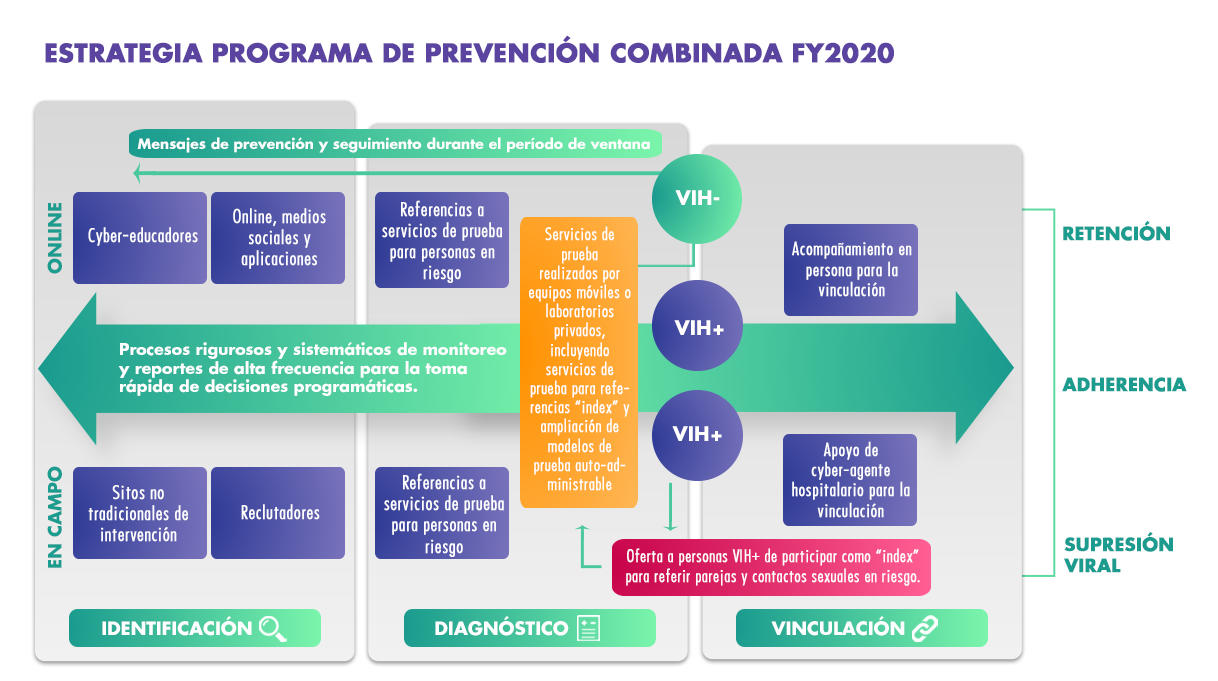 ESTRATEGIA PROGRAMA DE PREVENCIÓN COMBINADA FY2020
Mensajes de prevención y seguimiento durante el período de ventana
ONLINE
Cyber-educadores
Online, medios
sociales y
aplicaciones
Referencias a
servicios de prueba
para personas en
riesgo
Servicios de
prueba
realizados por
equipos móviles o
laboratorios
privados,
incluyendo
servicios de
prueba para refe-
rencias “index” y
ampliación de
modelos de
prueba auto-ad-
ministrable
VIH-
VIH+
VIH+
Acompañamiento en
persona para la
vinculación
Procesos rigurosos y sistemáticos de monitoreo
y reportes de alta frecuencia para la toma
rápida de decisiones programáticas.
EN CAMPO
Sitos no
tradicionales de
intervención
Reclutadores
Referencias a
servicios de prueba
para personas en
riesgo
Apoyo de
cyber-agente
hospitalario para la
vinculación
Oferta a personas VIH+ de participar como “index”
para referir parejas y contactos sexuales en riesgo.
IDENTIFICACIÓN
DIAGNÓSTICO
VINCULACIÓN
RETENCIÓN
ADHERENCIA
SUPRESIÓN
VIRAL